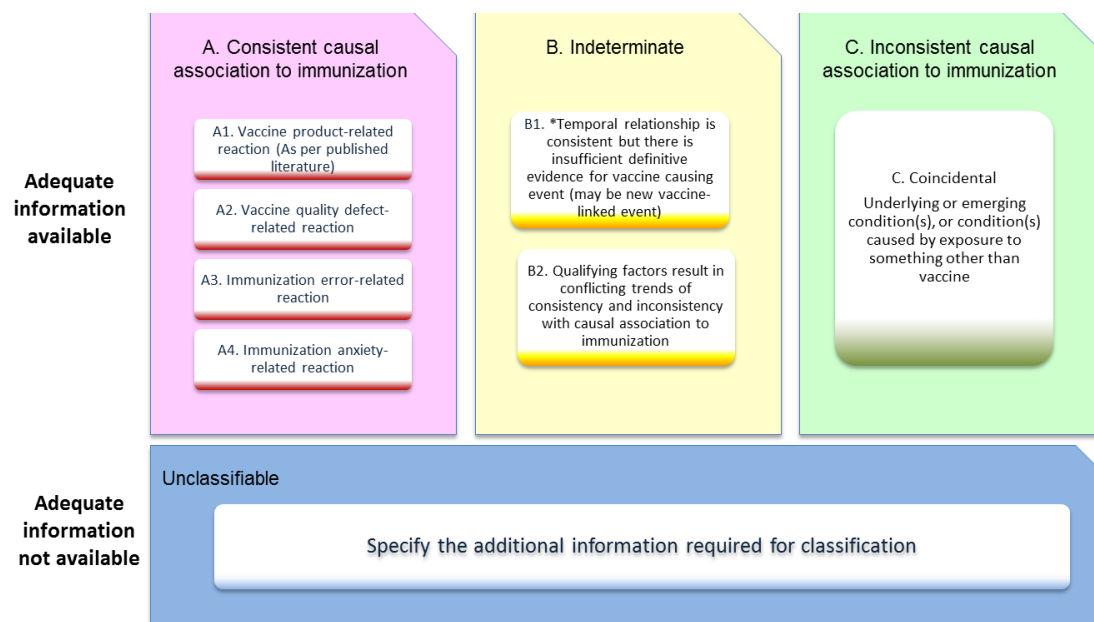 A. Consistent causal
association to immunization
B. Indeterminate
C. Inconsistent causal
association to immunization
Adequate
information
available
A1. Vaccine product-related
reaction (As per published
literature)
A2. Vaccine quality defect-
related reaction
A3. Immunization error-related
reaction
A4. Immunization anxiety-
related reaction
B1. *Temporal relationship is
consistent but there is
insufficient definitive
evidence for vaccine causing
event (may be new vaccine-
linked event)
B2. Qualifying factors result in
conflicting trends of
consistency and inconsistency
with causal association to
immunization
C. Coincidental
Underlying or emerging
condition(s), or condition(s)
caused by exposure to
something other than
vaccine
Adequate
information
not available
Unclassifiable
Specify the additional information required for classification